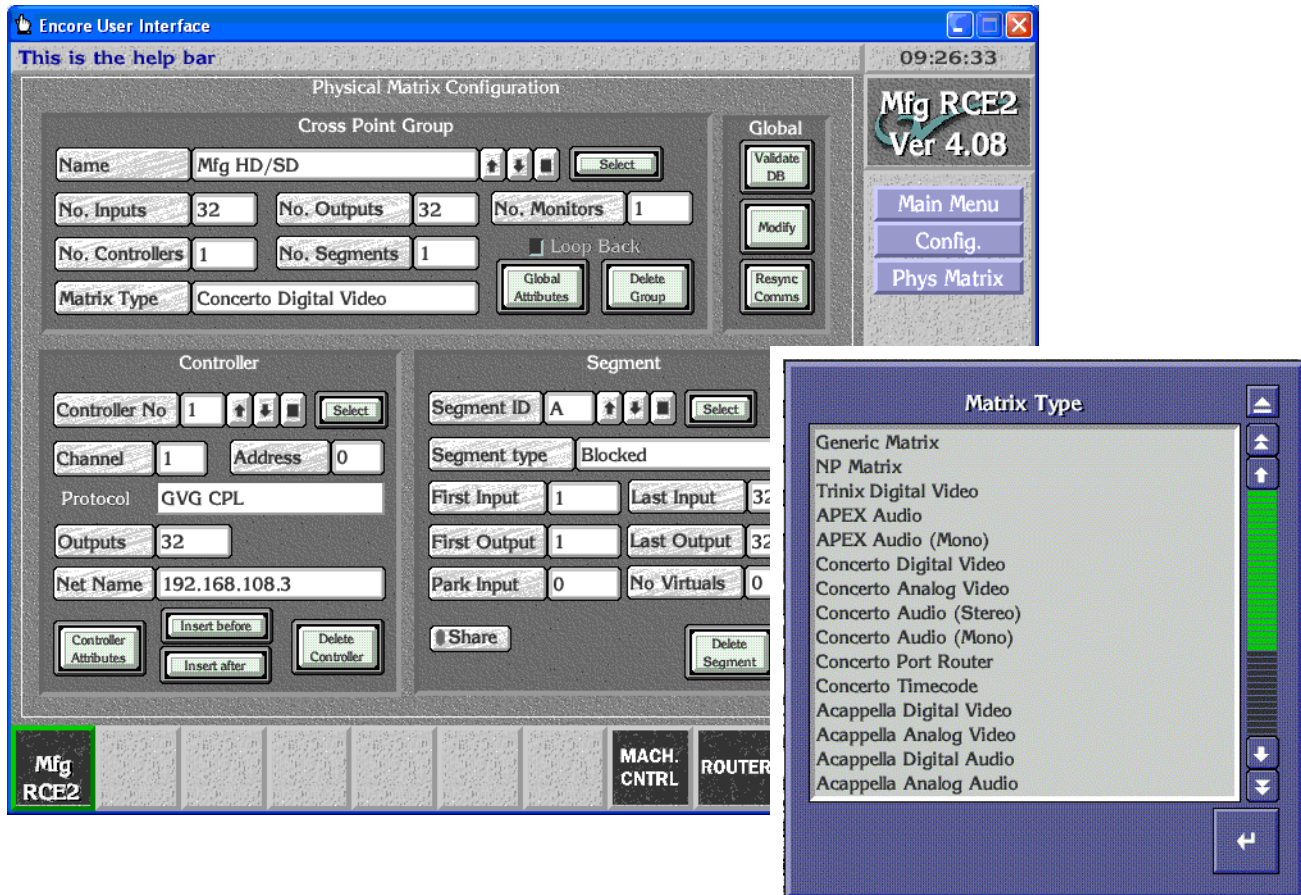 Encore User Interface
This is the help bar
09:26:33
Mfg RCE2
Ver 4.08
Main Menu
Config.
Phys Matrix
Physical Matrix Configuration
Cross Point Group
Name Mfg HD/SD Select
No. Inputs 32 No. Outputs 32 No. Monitors 1
No. Controllers 1 No. Segments 1 Loop Back
Matrix Type Concerto Digital Video
Global Attributes
Delete Group
Global
Validate DB
Modify
Resync Comms
Controller
Controller No 1 Select
Channel 1 Address 0
Protocol GVG CPL
Outputs 32
Net Name 192.168.108.3
Controller Attributes
Insert before
Insert after
Delete Controller
Segment
Segment ID A Select
Segment type Blocked
First Input 1 Last Input 32
First Output 1 Last Output 32
Park Input 0 No Virtuals 0
Share
Delete Segment
Mfg RCE2
MACH. CNTRL
ROUTER
Matrix Type
Generic Matrix
NP Matrix
Trinix Digital Video
APEX Audio
APEX Audio (Mono)
Concerto Digital Video
Concerto Analog Video
Concerto Audio (Stereo)
Concerto Audio (Mono)
Concerto Port Router
Concerto Timecode
Acappella Digital Video
Acappella Analog Video
Acappella Digital Audio
Acappella Analog Audio